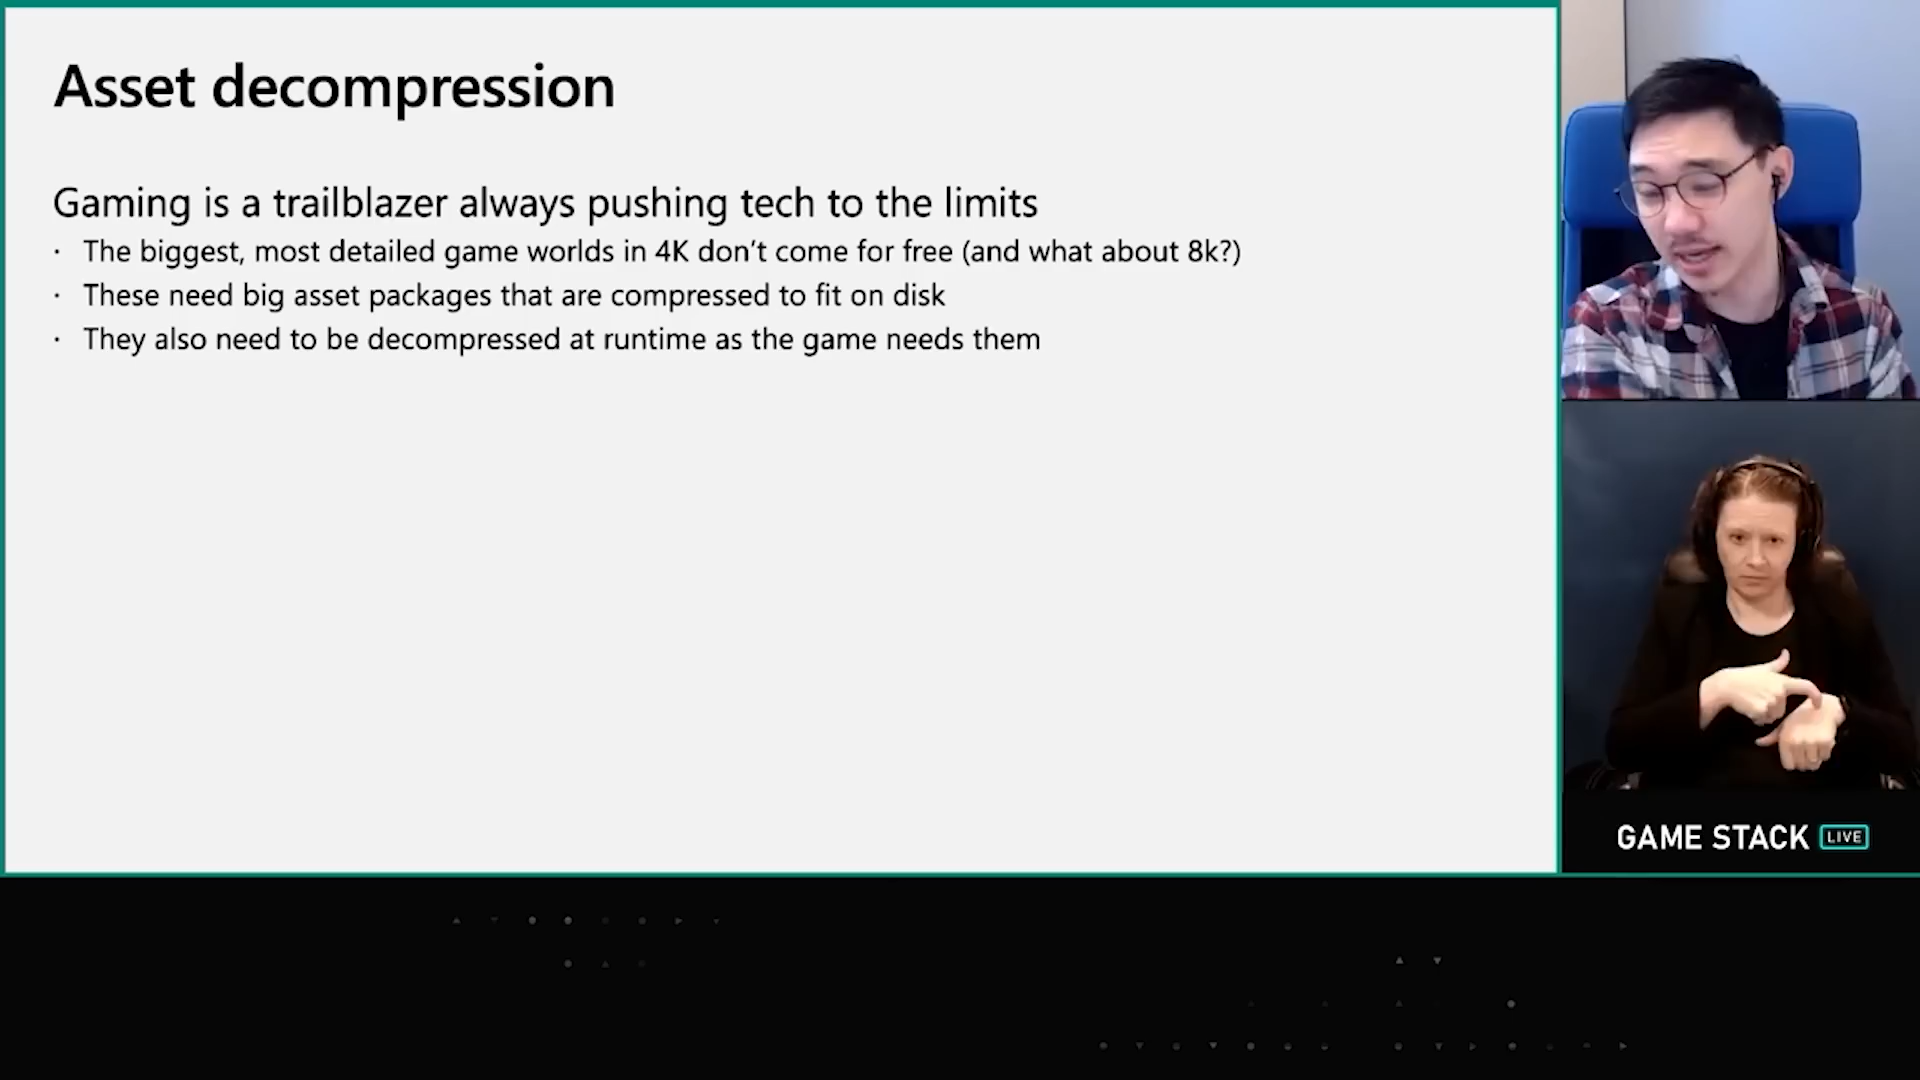 Asset decompression
Gaming is a trailblazer always pushing tech to the limits
· The biggest, most detailed game worlds in 4K don’t come for free (and what about 8k?)
· These need big asset packages that are compressed to fit on disk
· They also need to be decompressed at runtime as the game needs them
GAME STACK LIVE